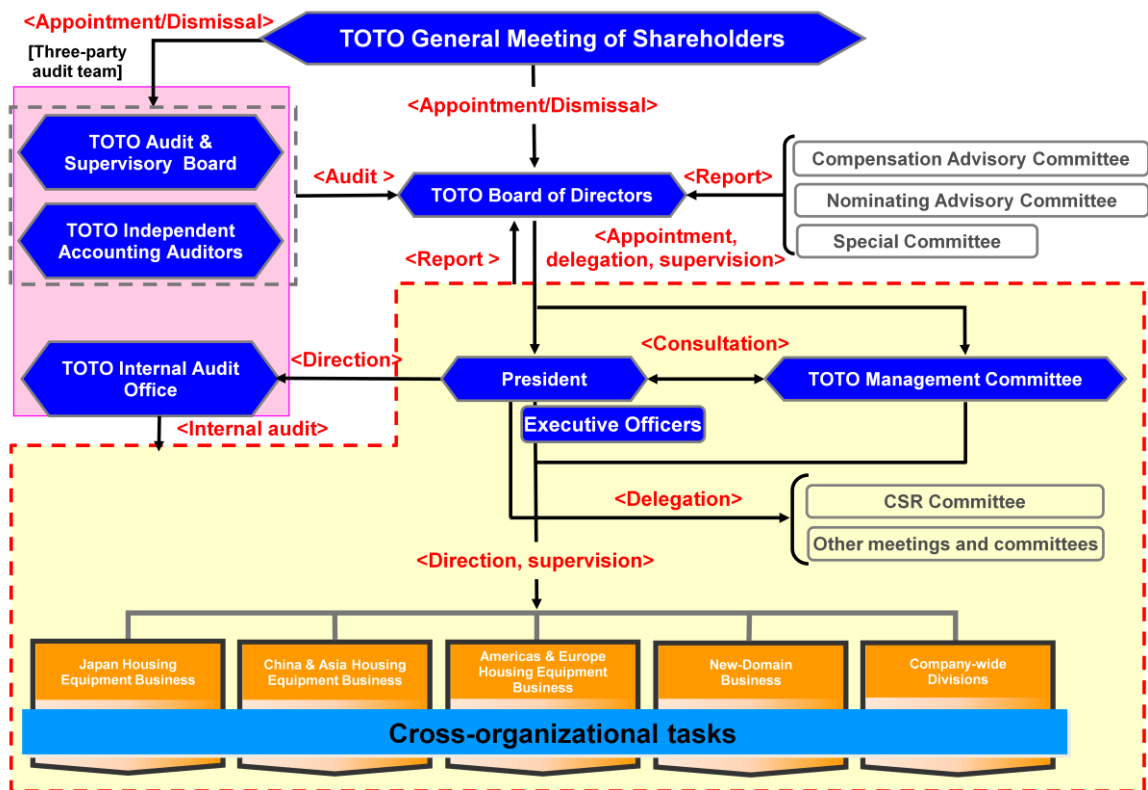 <Appointment/Dismissal>
TOTO General Meeting of Shareholders
[Three-party
audit team]
<Appointment/Dismissal>
TOTO Audit &
Supervisory Board
TOTO Independent
Accounting Auditors
<Audit >
TOTO Board of Directors
<Report>
Compensation Advisory Committee
Nominating Advisory Committee
Special Committee
<Report >
<Appointment,
delegation, supervision>
TOTO Internal Audit
Office
<Direction>
President
<Consultation>
TOTO Management Committee
Executive Officers
<Internal audit>
<Delegation>
CSR Committee
Other meetings and committees
<Direction, supervision>
Japan Housing
Equipment Business
China & Asia Housing
Equipment Business
Americas & Europe
Housing Equipment
Business
New-Domain
Business
Company-wide
Divisions
Cross-organizational tasks